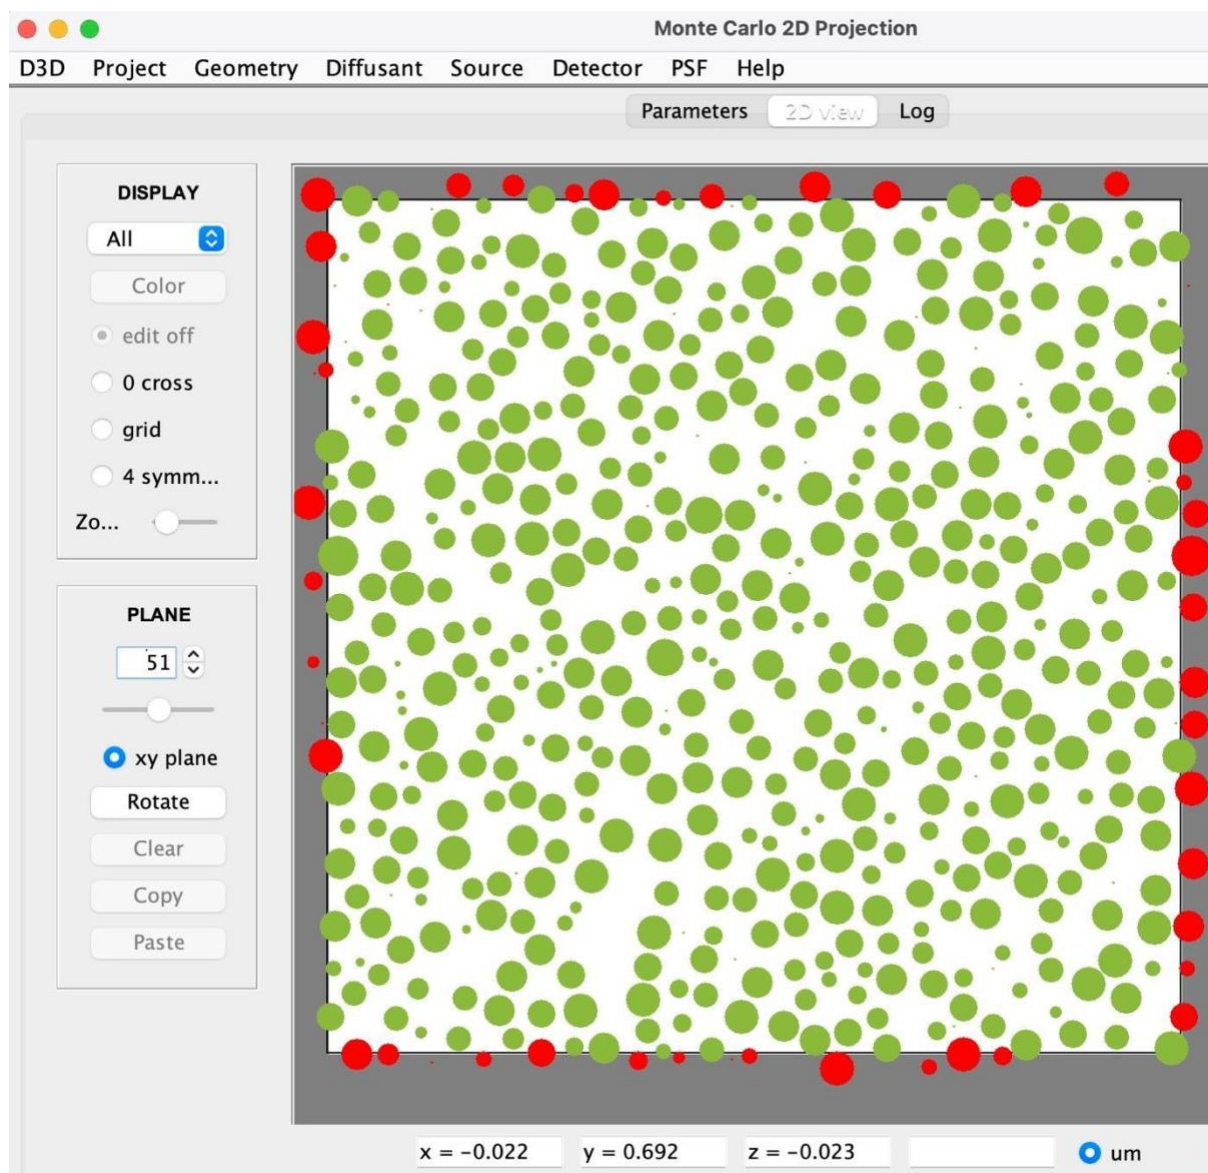 Monte Carlo 2D Projection
D3D Project Geometry Diffusant Source Detector PSF Help
Parameters 2D view Log
DISPLAY
All
Color
edit off
0 cross
grid
4 symm...
Zo...
PLANE
51
xy plane
Rotate
Clear
Copy
Paste
x = -0.022 y = 0.692 z = -0.023 um